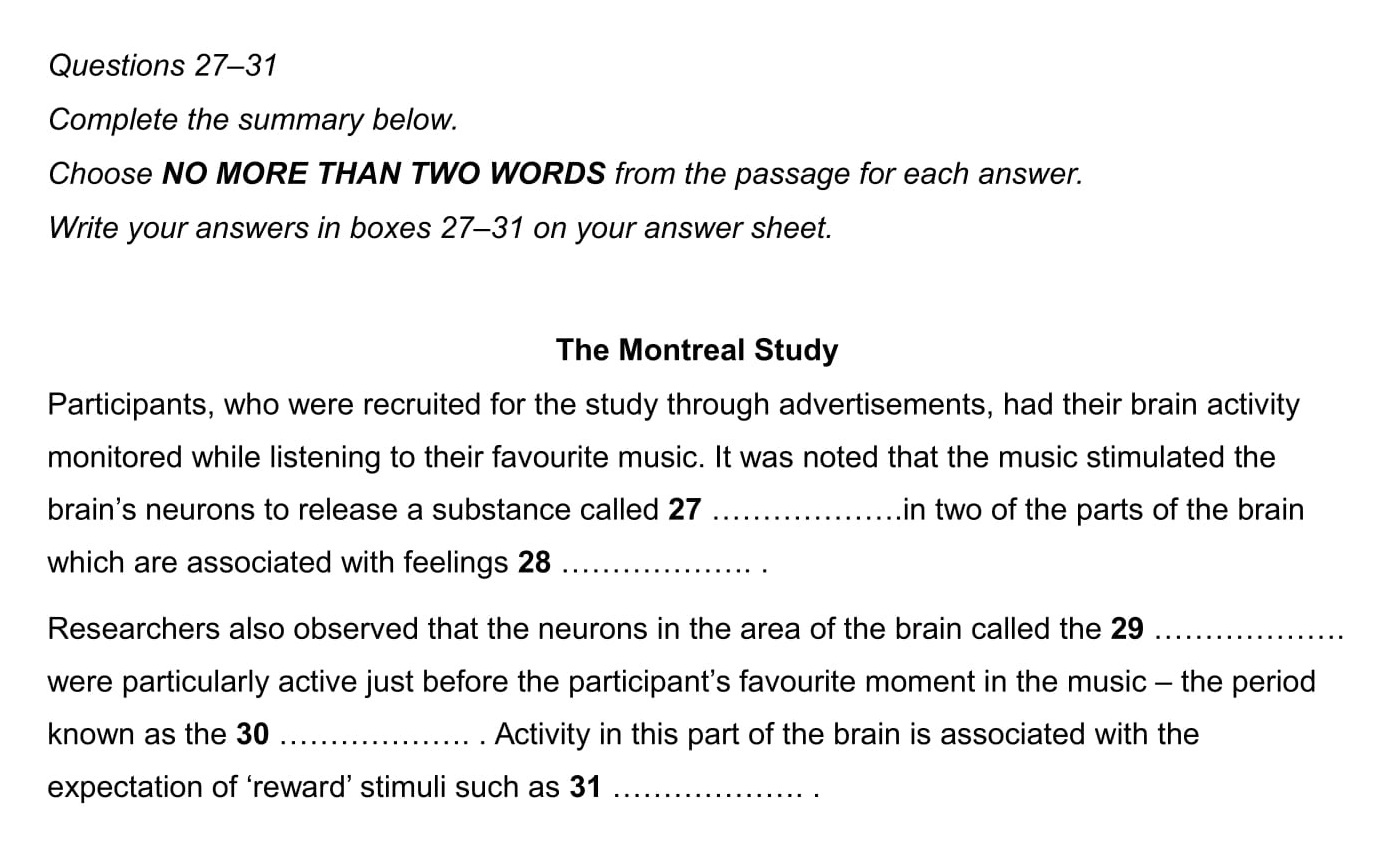 Questions 27–31
Complete the summary below.
Choose NO MORE THAN TWO WORDS from the passage for each answer.
Write your answers in boxes 27–31 on your answer sheet.
The Montreal Study
Participants, who were recruited for the study through advertisements, had their brain activity
monitored while listening to their favourite music. It was noted that the music stimulated the
brain’s neurons to release a substance called 27 ...................in two of the parts of the brain
which are associated with feelings 28 ................... .
Researchers also observed that the neurons in the area of the brain called the 29 ...................
were particularly active just before the participant’s favourite moment in the music – the period
known as the 30 ................... . Activity in this part of the brain is associated with the
expectation of ‘reward’ stimuli such as 31 ................... .